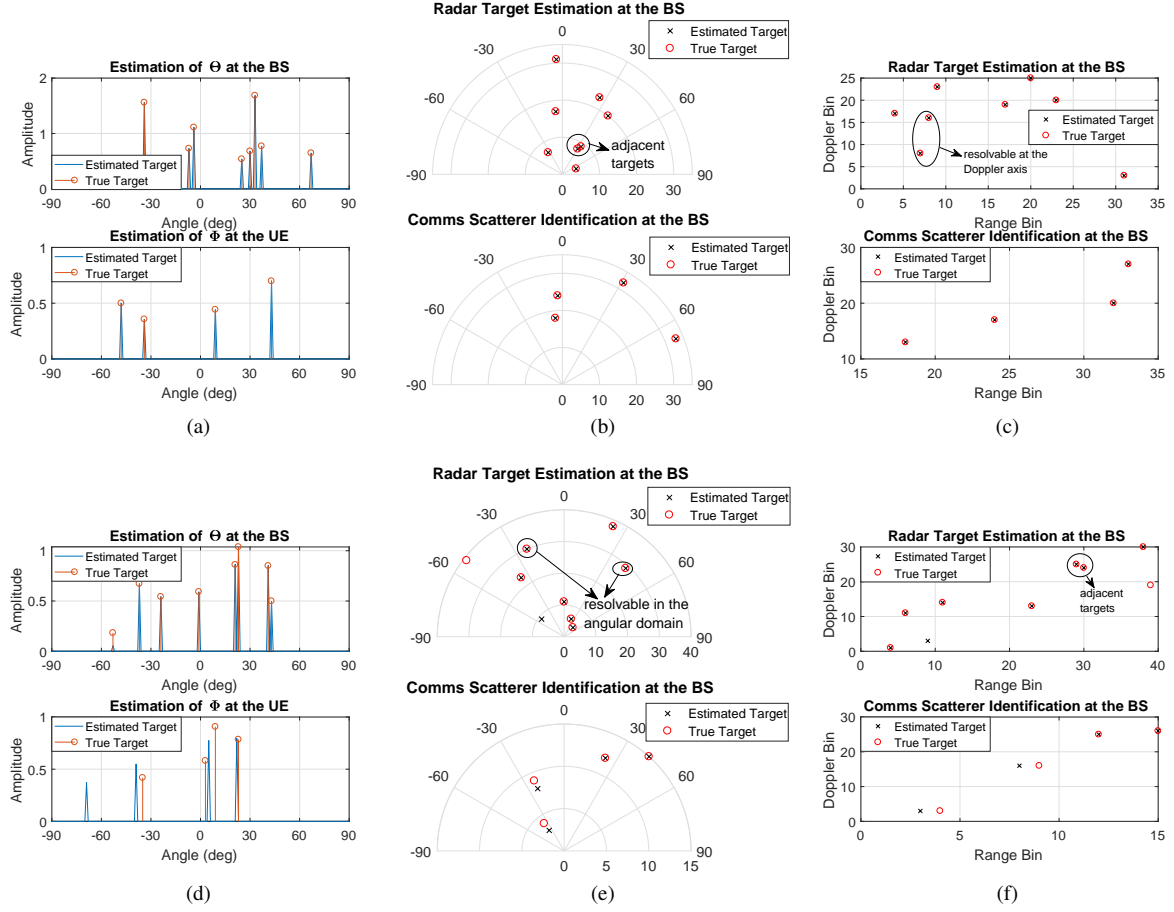 Estimation of Θ at the BS
2
1
0
Amplitude
Estimated Target
True Target
-90 -60 -30 0 30 60 90
Angle (deg)
Estimation of Φ at the UE
1
0.5
0
Amplitude
Estimated Target
True Target
-90 -60 -30 0 30 60 90
Angle (deg)
(a)
Radar Target Estimation at the BS
Estimated Target
True Target
-90 -60 -30 0 30 60 90
adjacent
targets
0 10 20 30
Comms Scatterer Identification at the BS
Estimated Target
True Target
-90 -60 -30 0 30 60 90
0 10 20 30
(b)
Radar Target Estimation at the BS
25
20
15
10
5
0
Doppler Bin
Estimated Target
True Target
resolvable at the
Doppler axis
0 5 10 15 20 25 30 35
Range Bin
Comms Scatterer Identification at the BS
30
20
10
Doppler Bin
Estimated Target
True Target
15 20 25 30 35
Range Bin
(c)
Estimation of Θ at the BS
1
0.5
0
Amplitude
Estimated Target
True Target
-90 -60 -30 0 30 60 90
Angle (deg)
Estimation of Φ at the UE
1
0.5
0
Amplitude
Estimated Target
True Target
-90 -60 -30 0 30 60 90
Angle (deg)
(d)
Radar Target Estimation at the BS
Estimated Target
True Target
-90 -60 -30 0 30 60 90
resolvable in the
angular domain
0 10 20 30 40
Comms Scatterer Identification at the BS
Estimated Target
True Target
-90 -60 -30 0 30 60 90
0 5 10 15
(e)
Radar Target Estimation at the BS
30
20
10
0
Doppler Bin
Estimated Target
True Target
adjacent
targets
0 10 20 30 40
Range Bin
Comms Scatterer Identification at the BS
30
20
10
0
Doppler Bin
Estimated Target
True Target
0 5 10 15
Range Bin
(f)